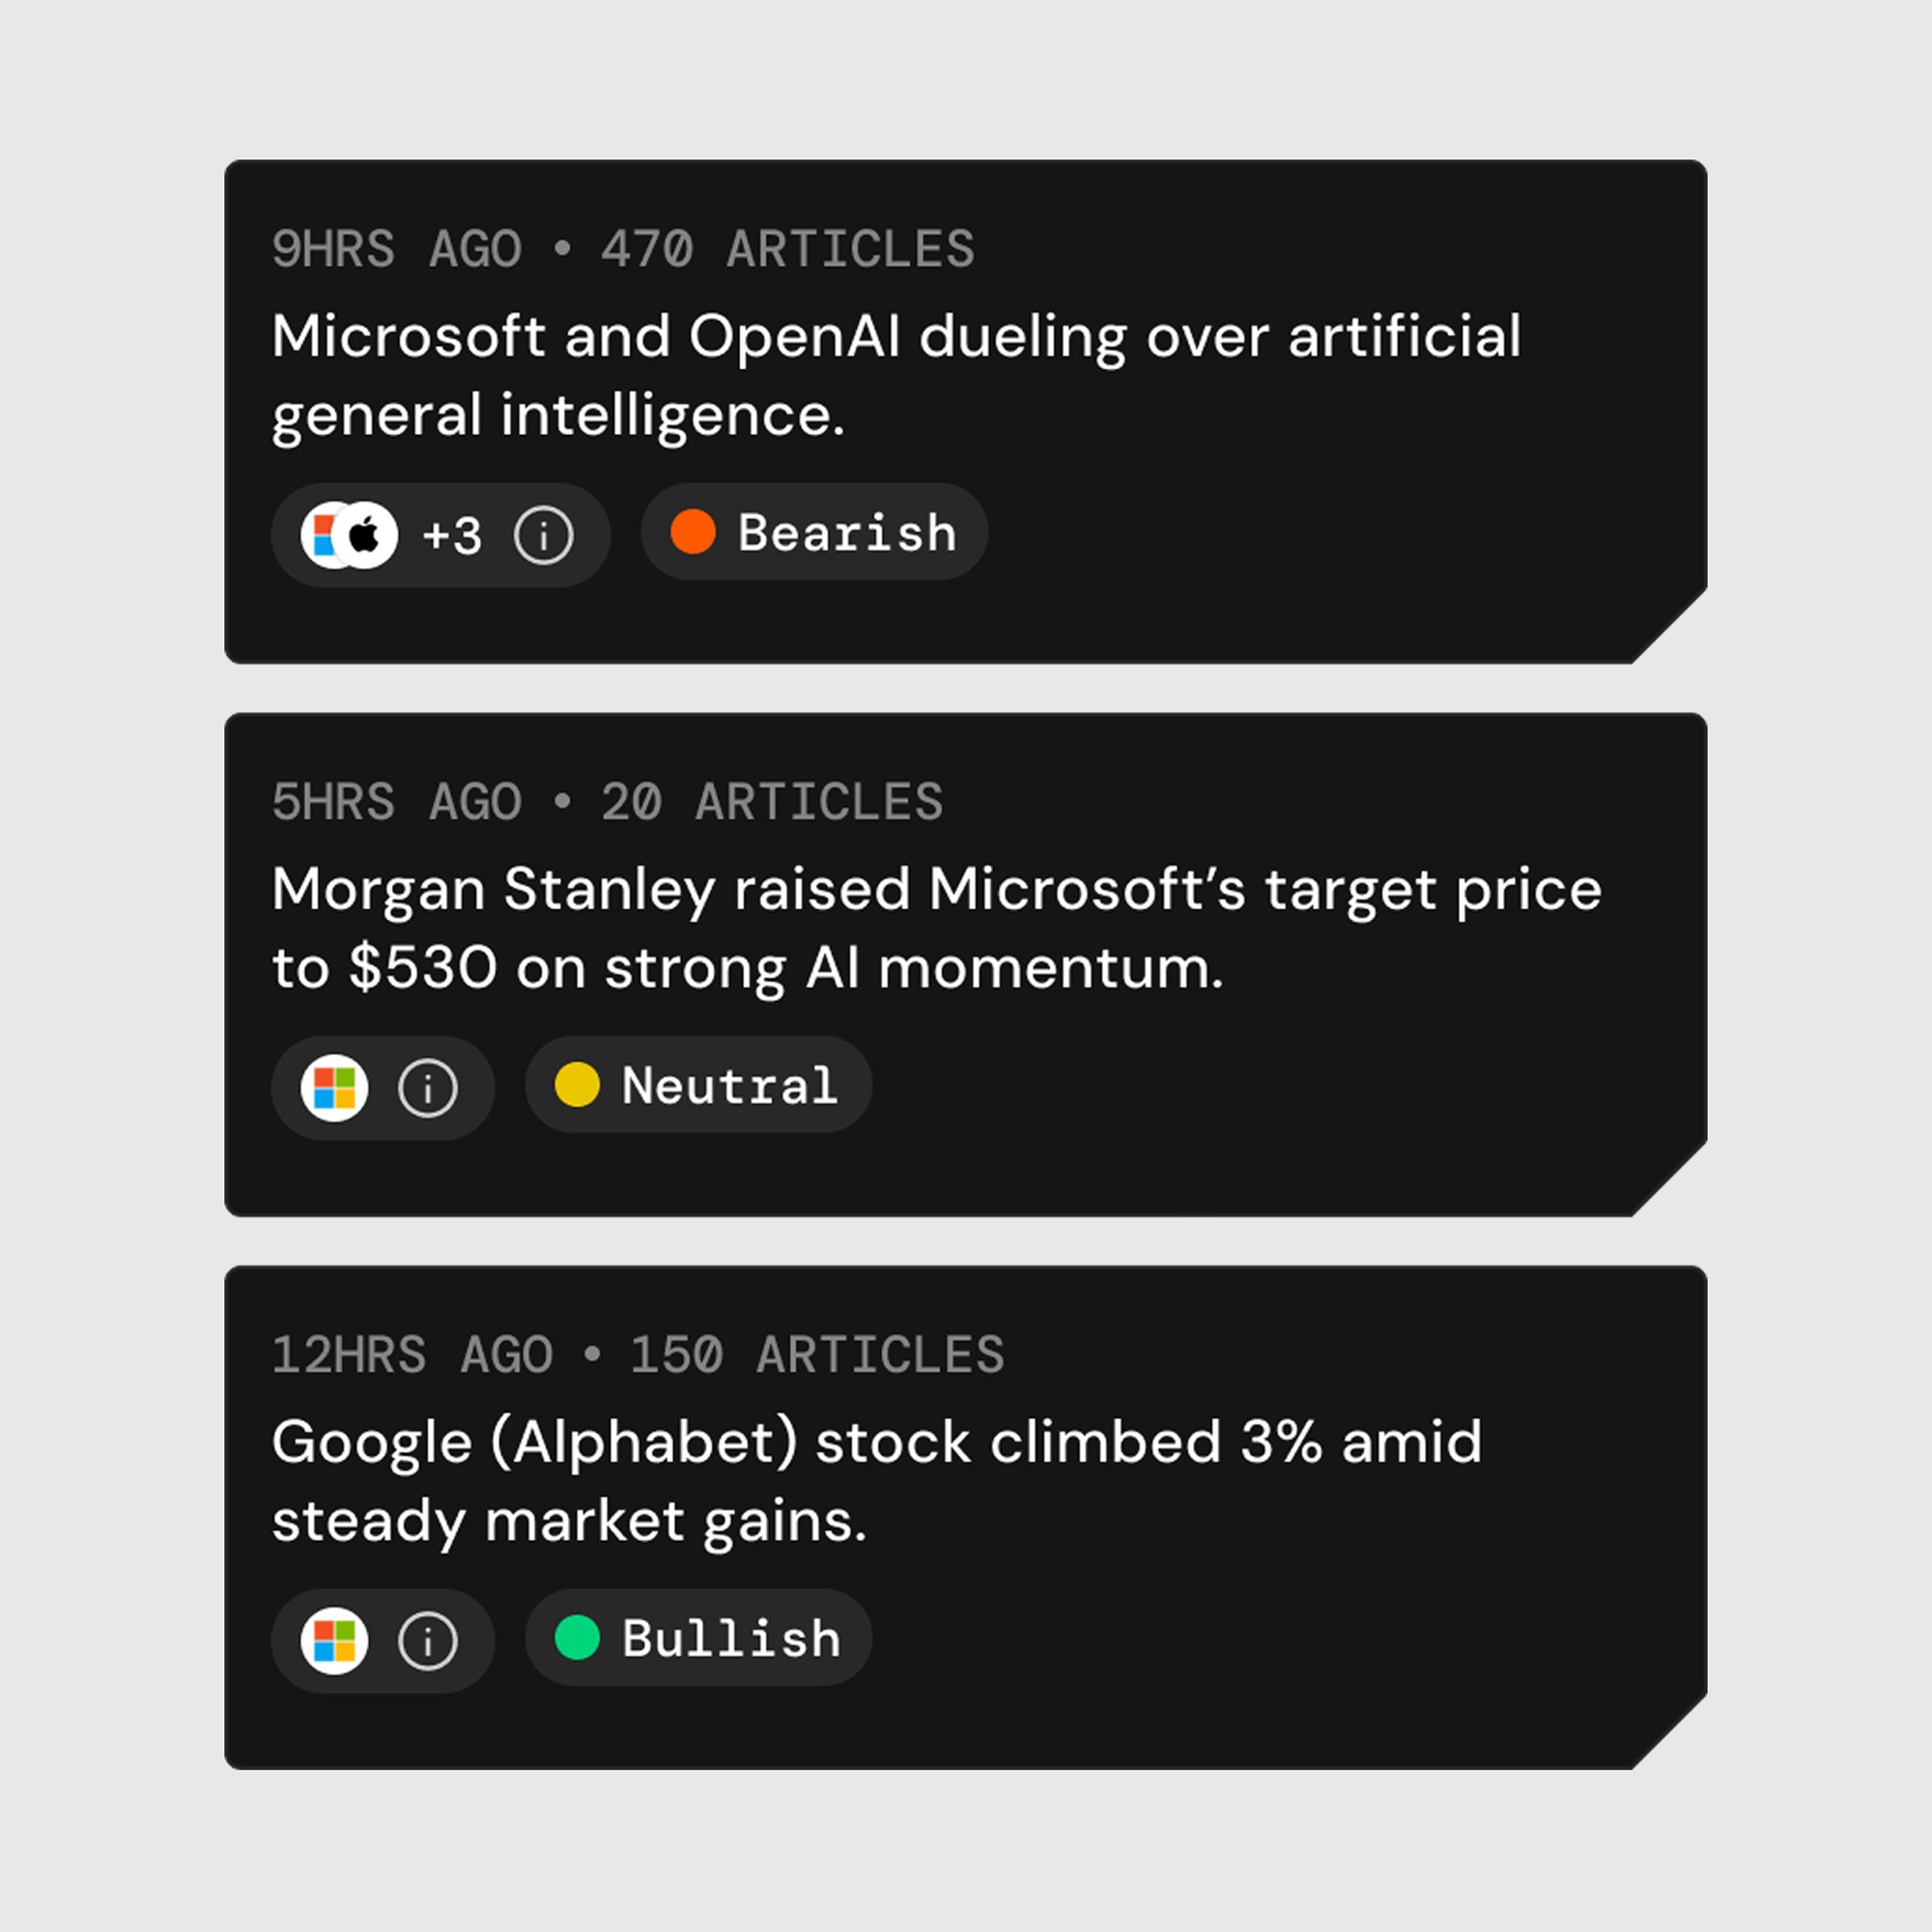 9HRS AGO • 470 ARTICLES
Microsoft and OpenAI dueling over artificial
general intelligence.
+3 i Bearish
5HRS AGO • 20 ARTICLES
Morgan Stanley raised Microsoft’s target price
to $530 on strong AI momentum.
i Neutral
12HRS AGO • 150 ARTICLES
Google (Alphabet) stock climbed 3% amid
steady market gains.
i Bullish